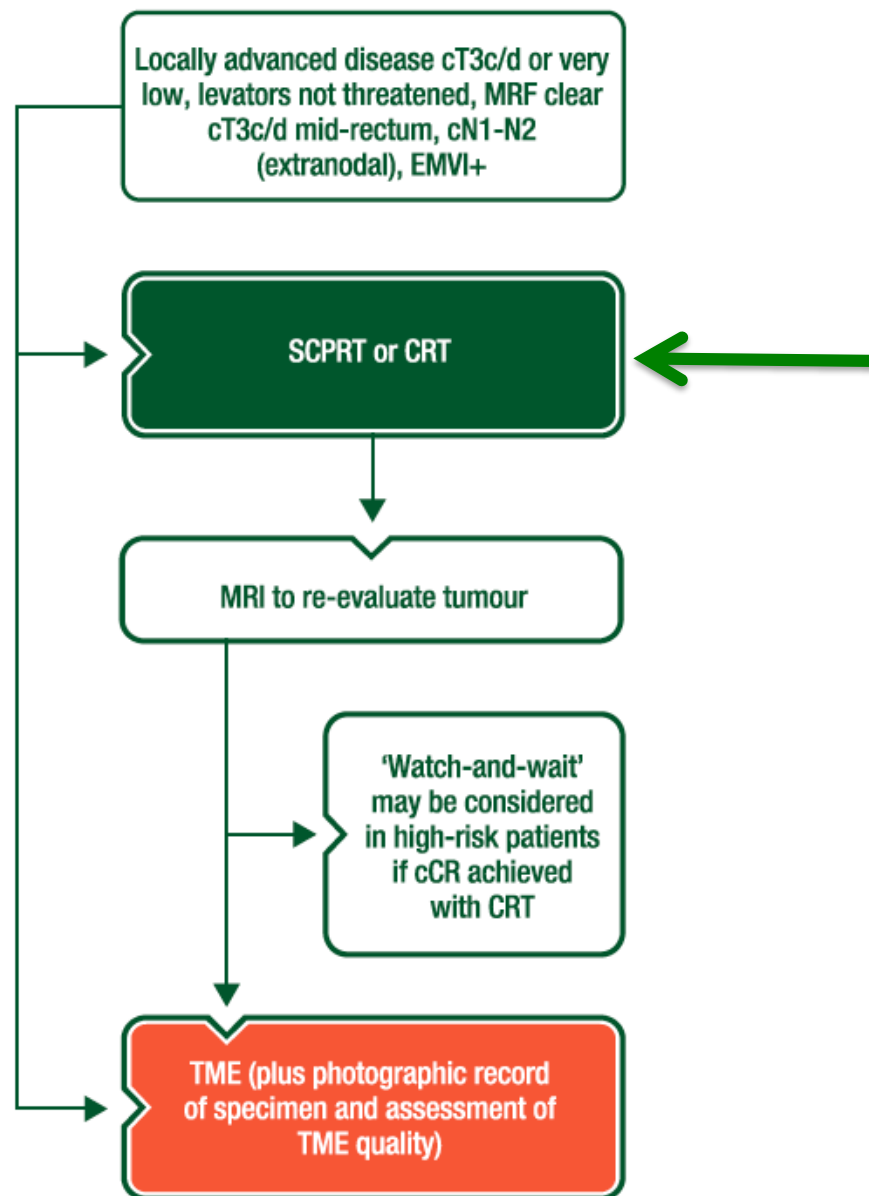 Locally advanced disease cT3c/d or very
low, levators not threatened, MRF clear
cT3c/d mid-rectum, cN1-N2
(extranodal), EMVI+
SCPRT or CRT
MRI to re-evaluate tumour
‘Watch-and-wait’
may be considered
in high-risk patients
if cCR achieved
with CRT
TME (plus photographic record
of specimen and assessment of
TME quality)